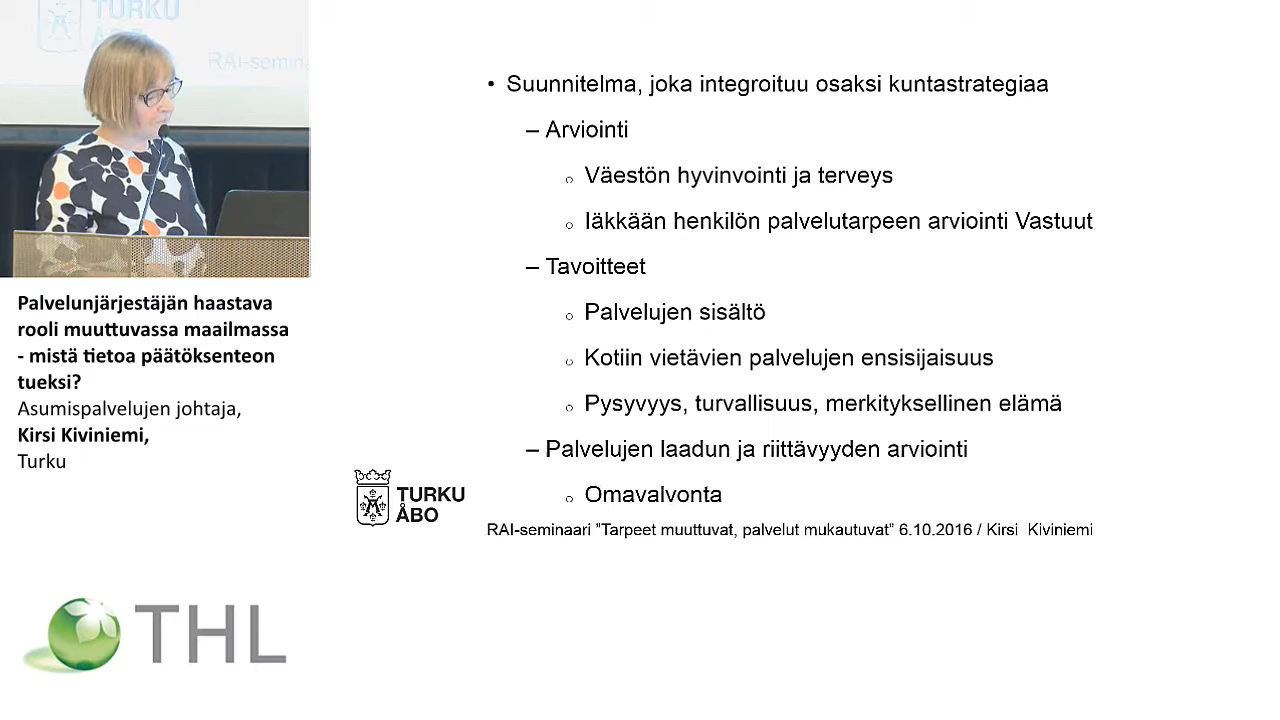 TURKU
ÅBO
RAI-semina
Palvelunjärjestäjän haastava
rooli muuttuvassa maailmassa
- mistä tietoa päätöksenteon
tueksi?
Asumispalvelujen johtaja,
Kirsi Kiviniemi,
Turku
THL
• Suunnitelma, joka integroituu osaksi kuntastrategiaa
– Arviointi
o Väestön hyvinvointi ja terveys
o Iäkkään henkilön palvelutarpeen arviointi Vastuut
– Tavoitteet
o Palvelujen sisältö
o Kotiin vietävien palvelujen ensisijaisuus
o Pysyvyys, turvallisuus, merkityksellinen elämä
– Palvelujen laadun ja riittävyyden arviointi
o Omavalvonta
TURKU
ÅBO
RAI-seminaari ”Tarpeet muuttuvat, palvelut mukautuvat” 6.10.2016 / Kirsi Kiviniemi